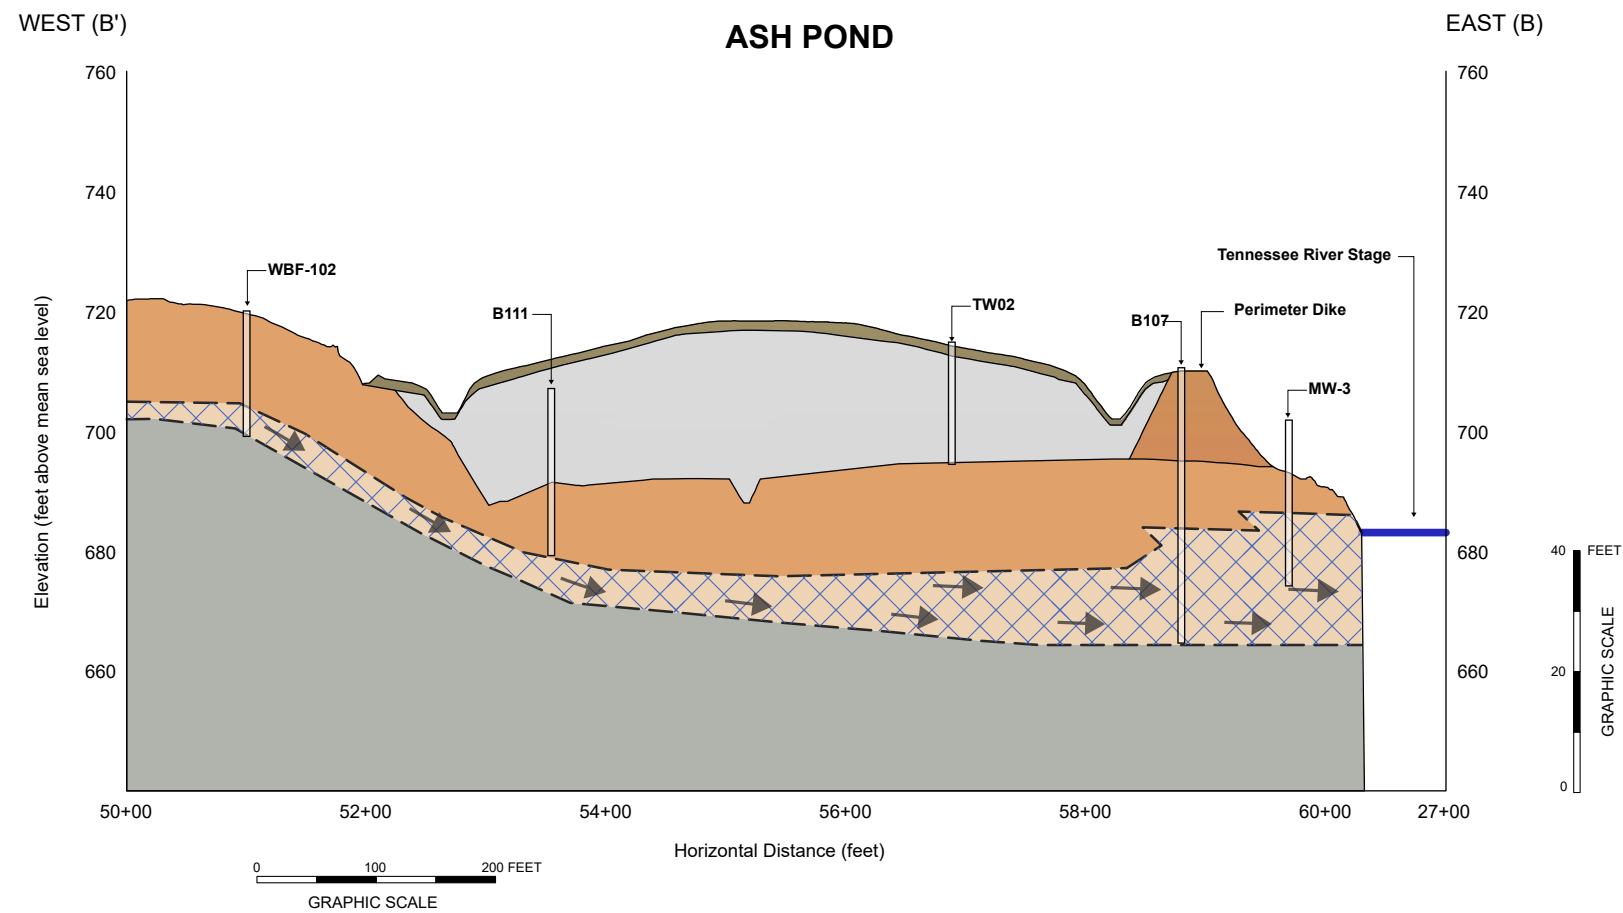 WEST (B')
EAST (B)
ASH POND
760
760
740
740
Tennessee River Stage
WBF-102
720
B111
TW02
B107
Perimeter Dike
720
MW-3
700
700
680
680
660
660
Elevation (feet above mean sea level)
40 FEET
20
0
GRAPHIC SCALE
50+00
52+00
54+00
56+00
58+00
60+00
27+00
Horizontal Distance (feet)
0 100 200 FEET
GRAPHIC SCALE